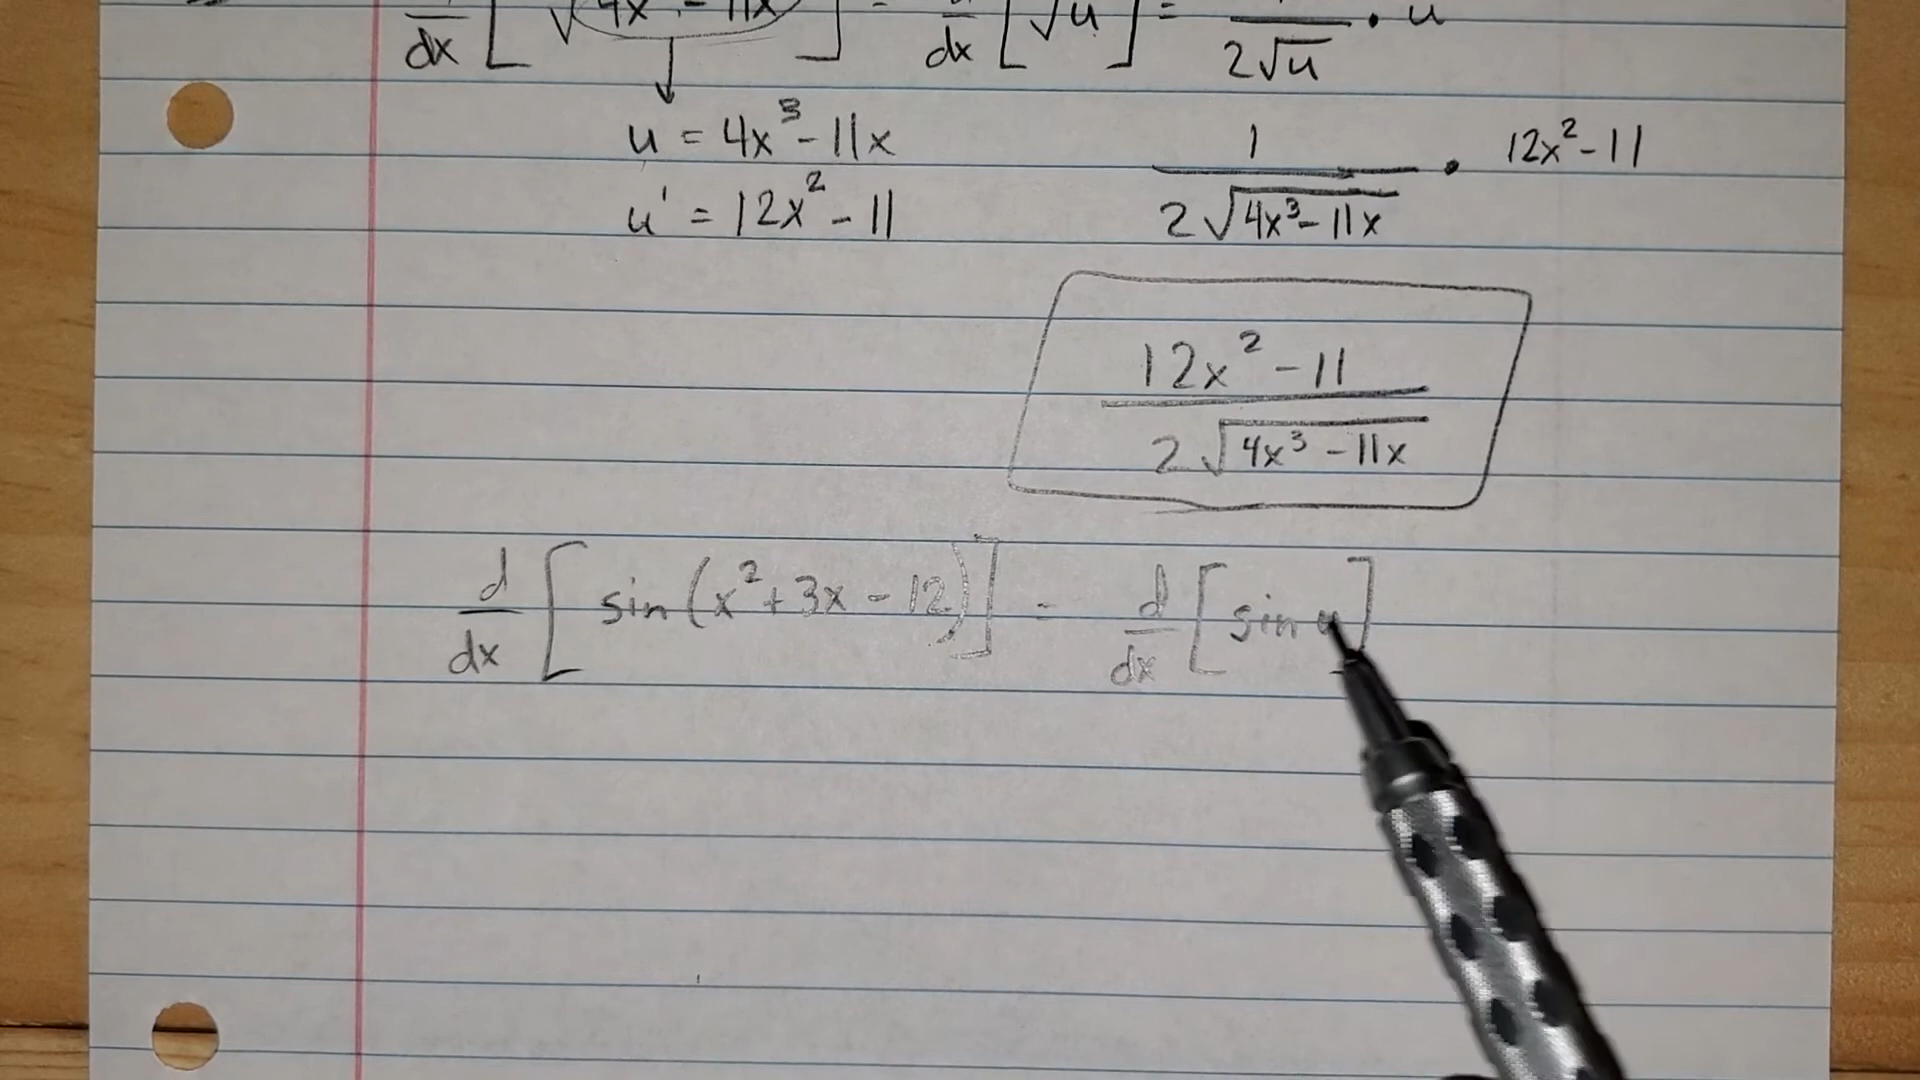 d/dx [ √(4x - 11x) ] = d/dx [√u] = 1/(2√u) · u
u = 4x³ - 11x
1/(2√(4x³ - 11x)) · 12x² - 11
u' = 12x² - 11
(12x² - 11)/(2√(4x³ - 11x))
d/dx [ sin (x² + 3x - 12) ] = d/dx [ sin u ]